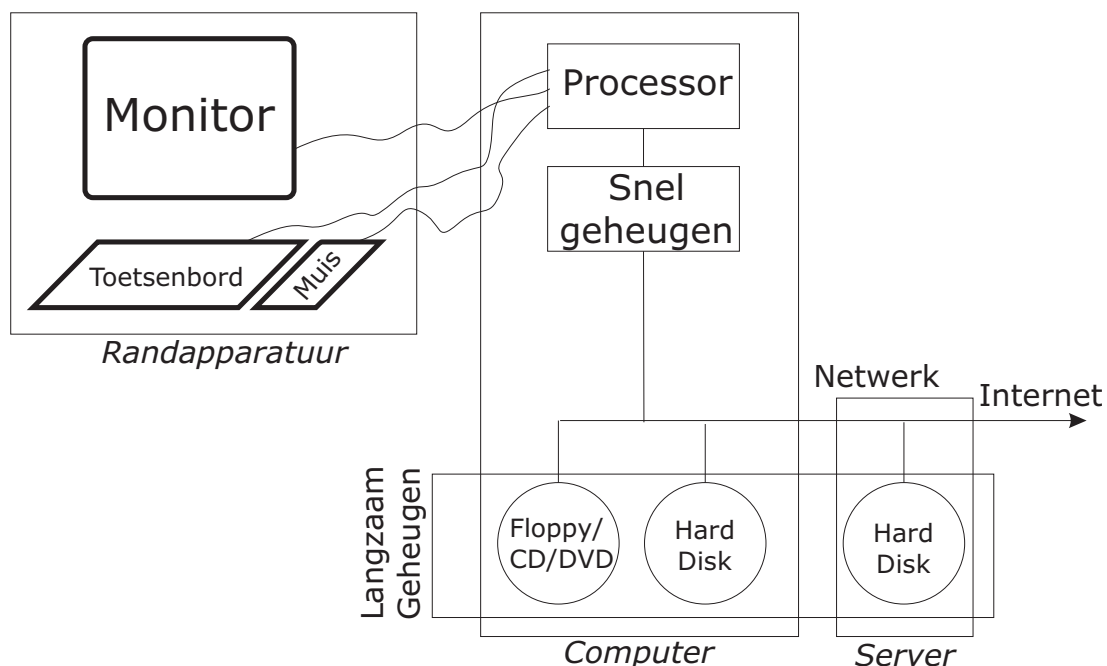 Monitor
Toetsenbord
Muis
Randapparatuur
Processor
Snel
geheugen
Netwerk
Internet
Langzaam
Geheugen
Floppy/
CD/DVD
Hard
Disk
Hard
Disk
Computer
Server